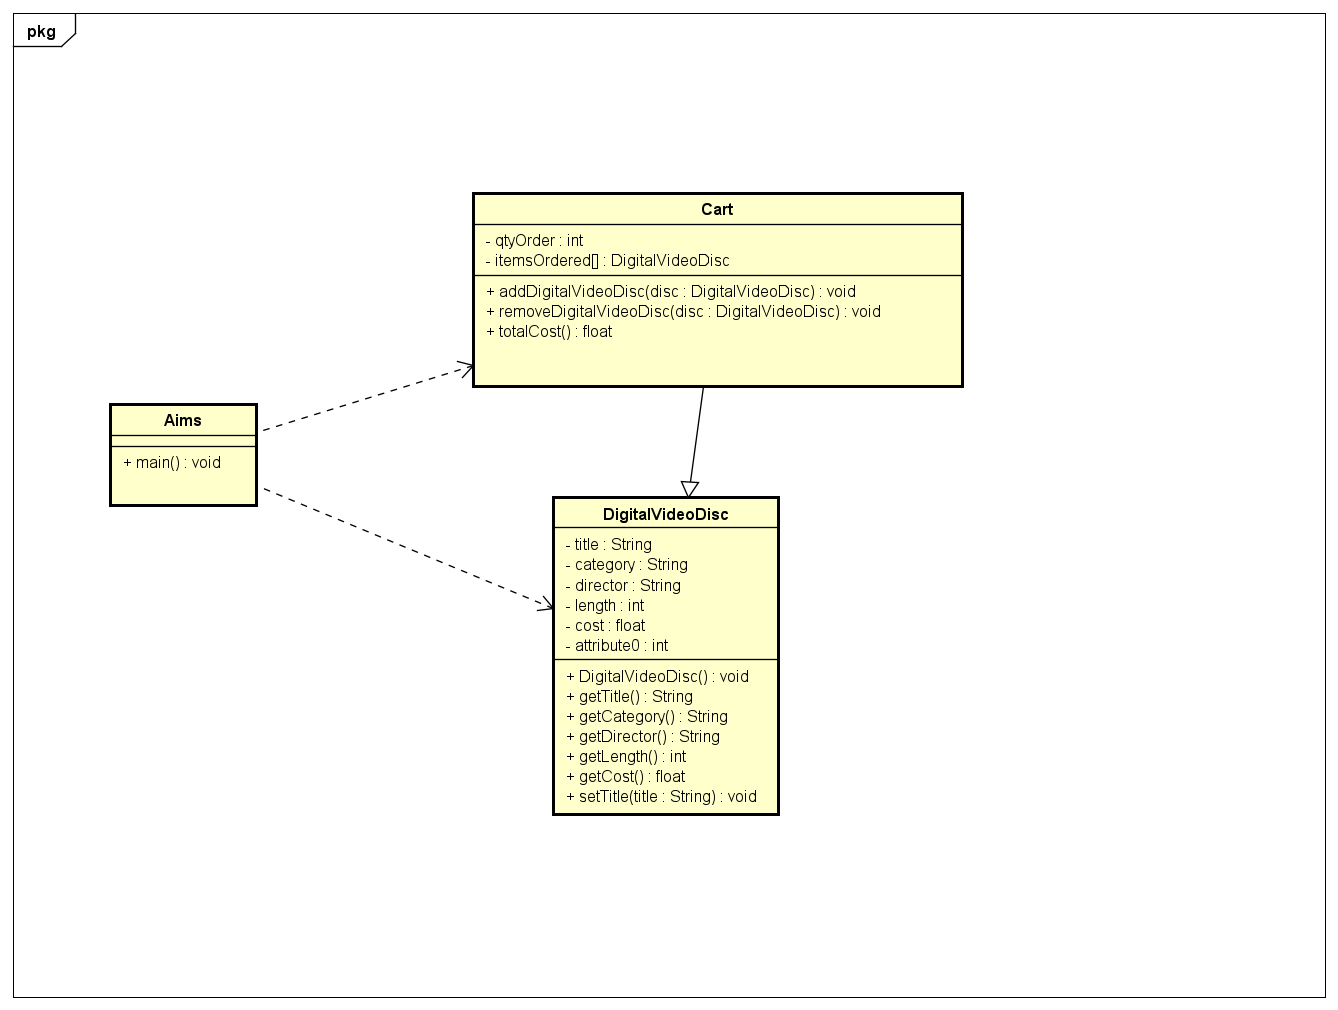 pkg
Cart
- qtyOrder : int
- itemsOrdered[] : DigitalVideoDisc
+ addDigitalVideoDisc(disc : DigitalVideoDisc) : void
+ removeDigitalVideoDisc(disc : DigitalVideoDisc) : void
+ totalCost() : float
Aims
+ main() : void
DigitalVideoDisc
- title : String
- category : String
- director : String
- length : int
- cost : float
- attribute0 : int
+ DigitalVideoDisc() : void
+ getTitle() : String
+ getCategory() : String
+ getDirector() : String
+ getLength() : int
+ getCost() : float
+ setTitle(title : String) : void